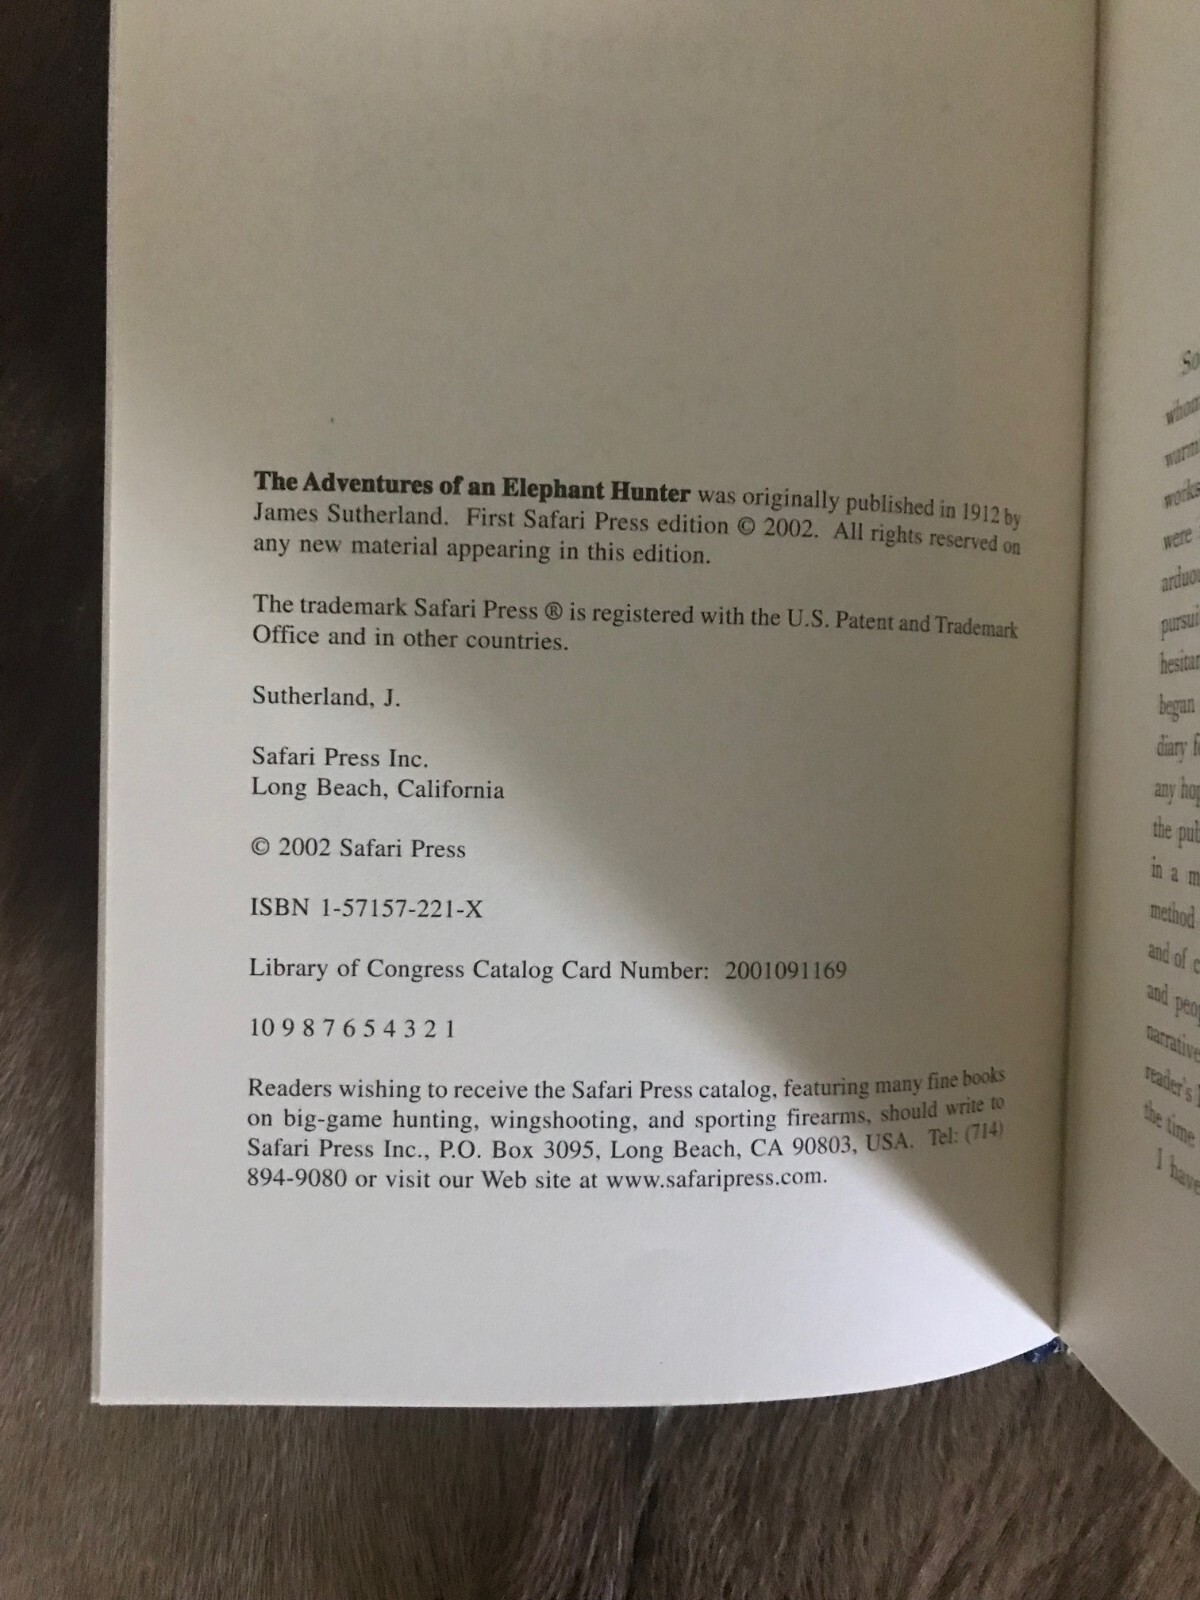 The Adventures of an Elephant Hunter was originally published in 1912 by
James Sutherland. First Safari Press edition © 2002. All rights reserved on
any new material appearing in this edition.
The trademark Safari Press ® is registered with the U.S. Patent and Trademark
Office and in other countries.
Sutherland, J.
Safari Press Inc.
Long Beach, California
© 2002 Safari Press
ISBN 1-57157-221-X
Library of Congress Catalog Card Number: 2001091169
10 9 8 7 6 5 4 3 2 1
Readers wishing to receive the Safari Press catalog, featuring many fine books
on big-game hunting, wingshooting, and sporting firearms, should write to
Safari Press Inc., P.O. Box 3095, Long Beach, CA 90803, USA. Tel: (714)
894-9080 or visit our Web site at www.safaripress.com.
So
whom
works
were
began
diary
any
the
in a
method
and of
and
narrative
reader's
the time
I have